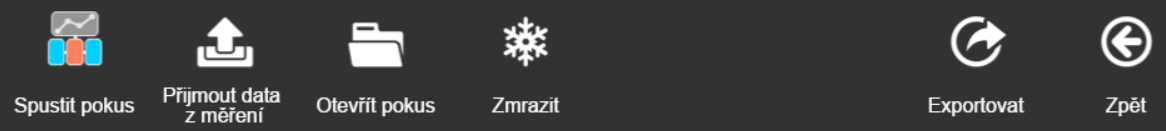 Spustit pokus
Přijmout data
z měření
Otevřít pokus
Zmrazit
Exportovat
Zpět